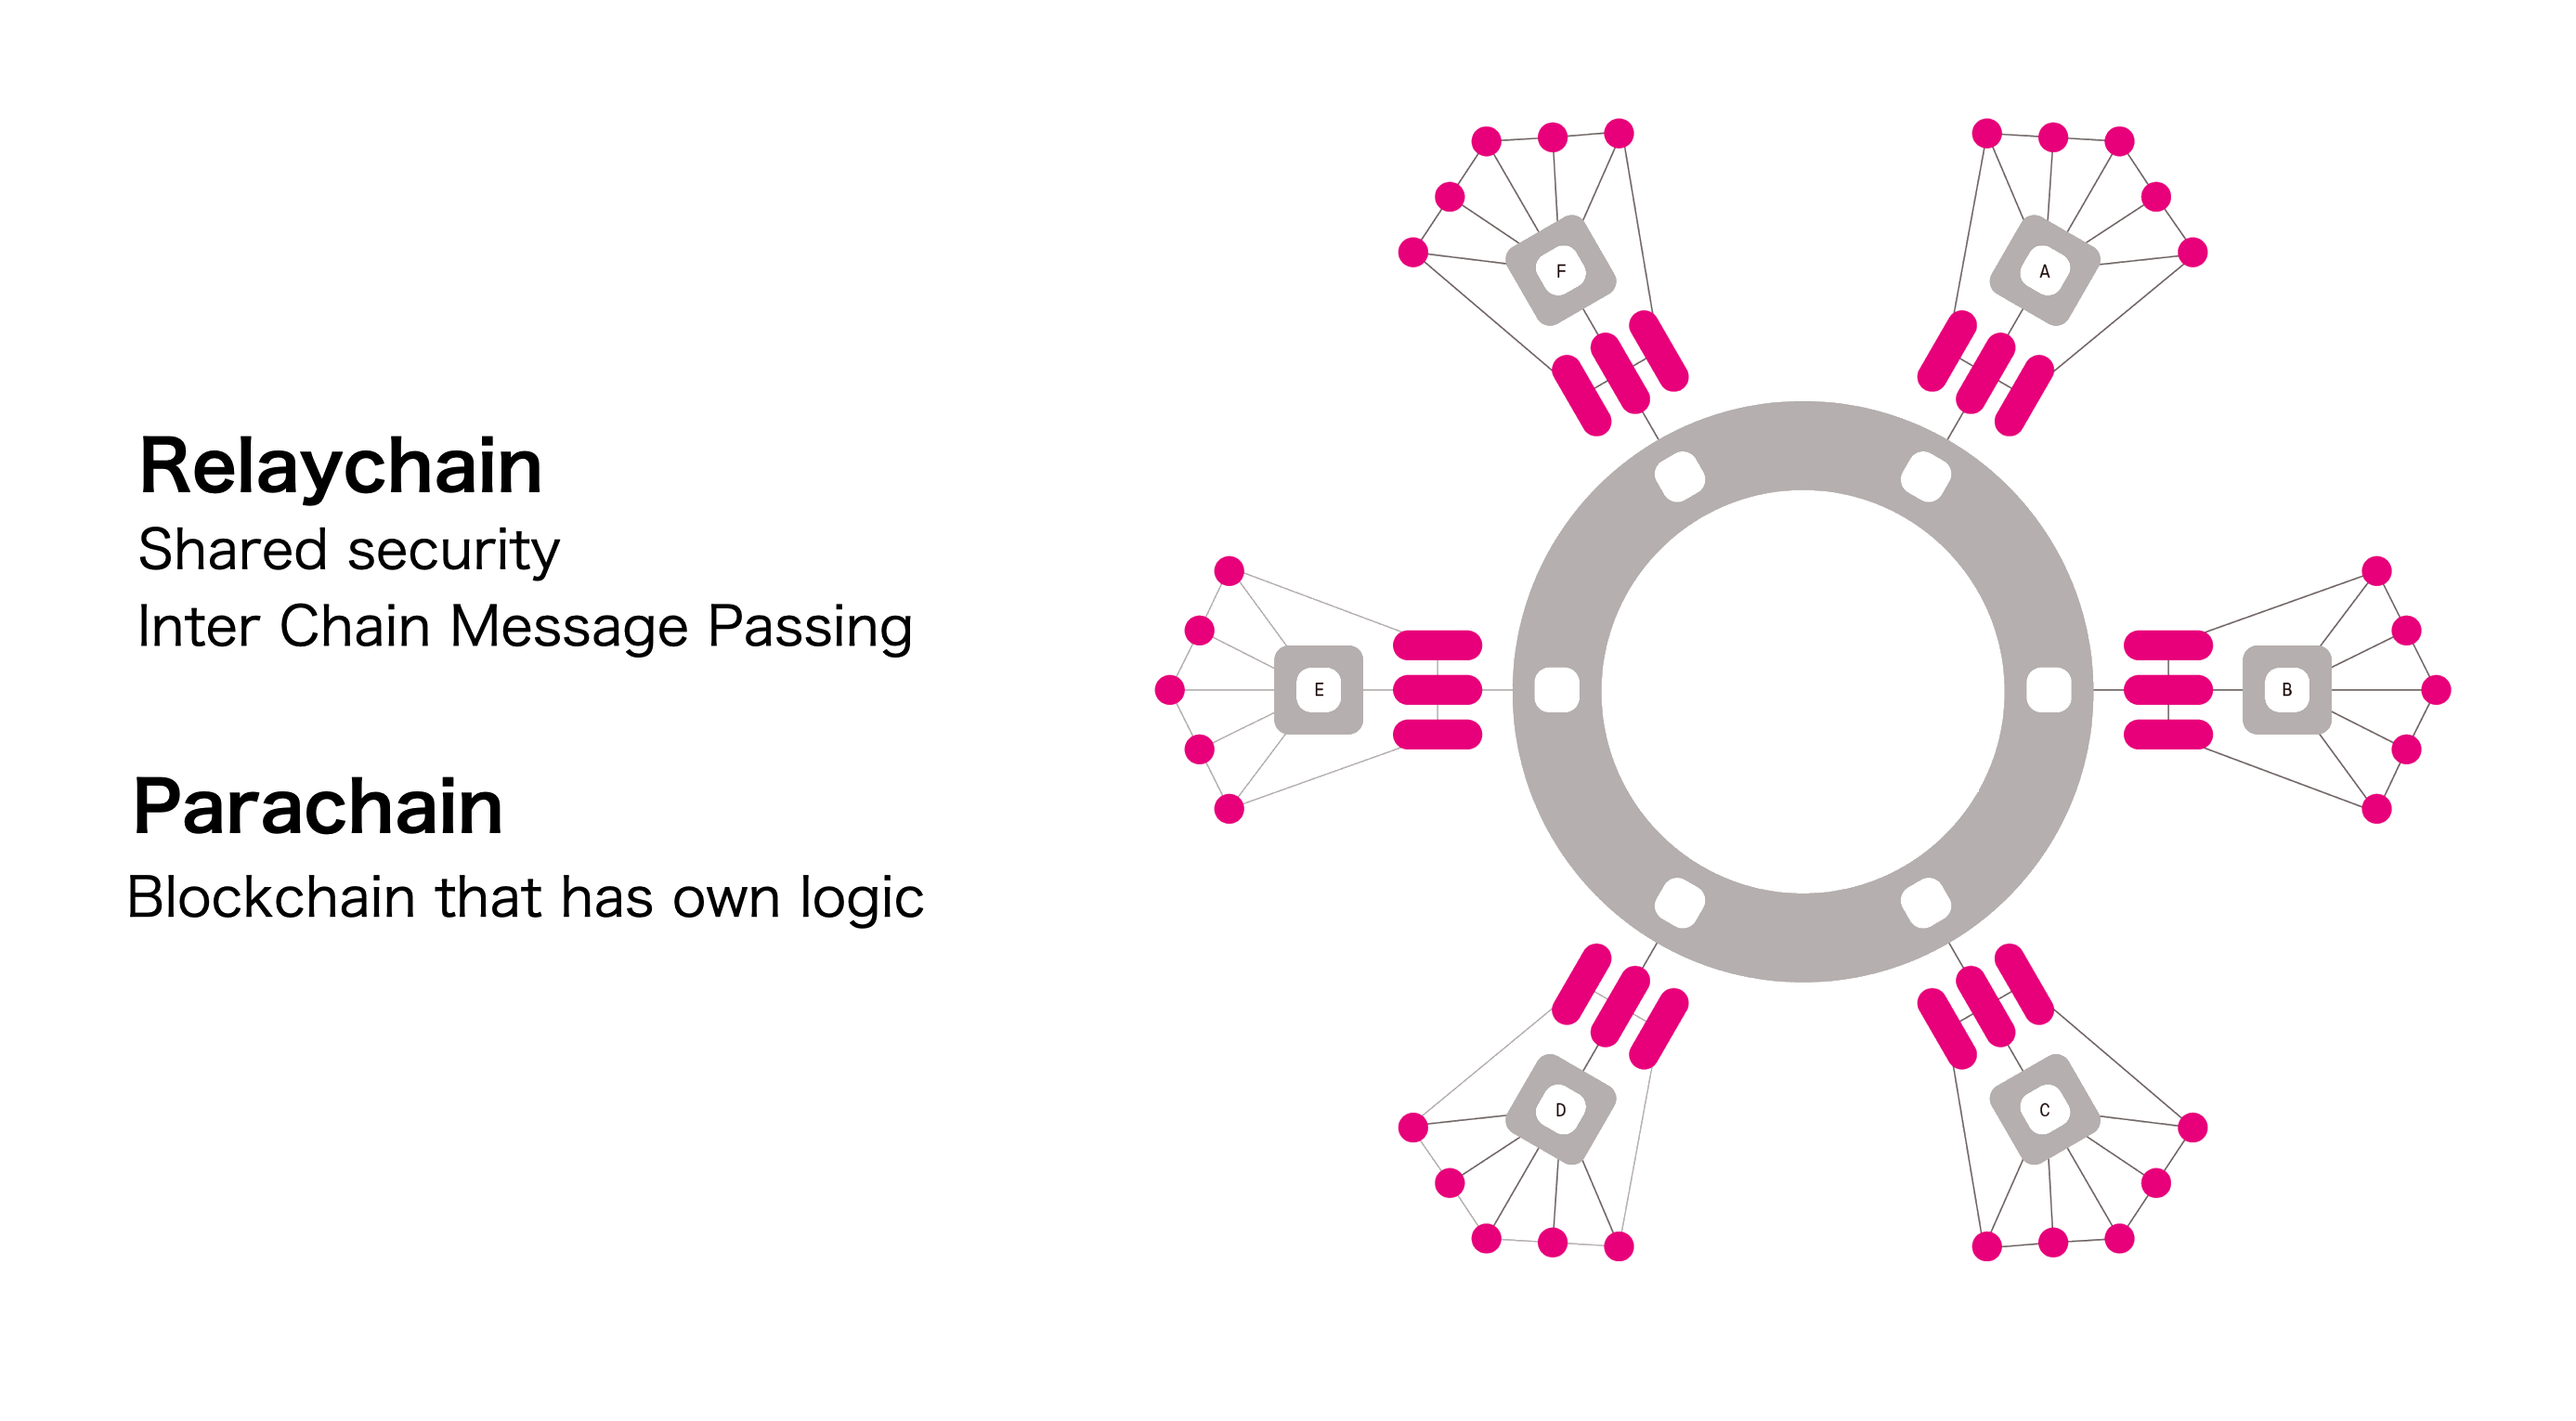 Relaychain
Shared security
Inter Chain Message Passing
Parachain
Blockchain that has own logic
F
A
E
B
D
C